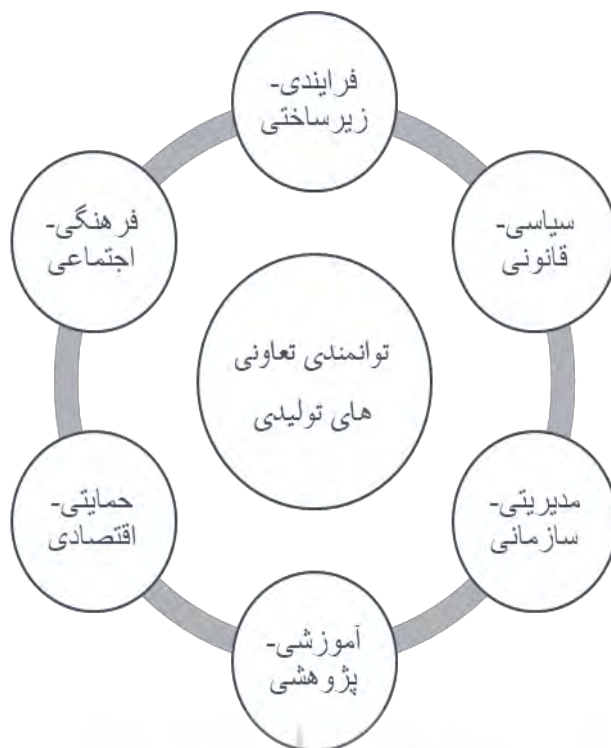 فرایندی-
زیرساختی
سیاسی-
قانونی
مدیریتی-
سازمانی
آموزشی-
پژوهشی
حمایتی-
اقتصادی
فرهنگی-
اجتماعی
توانمندی تعاونی
های تولیدی